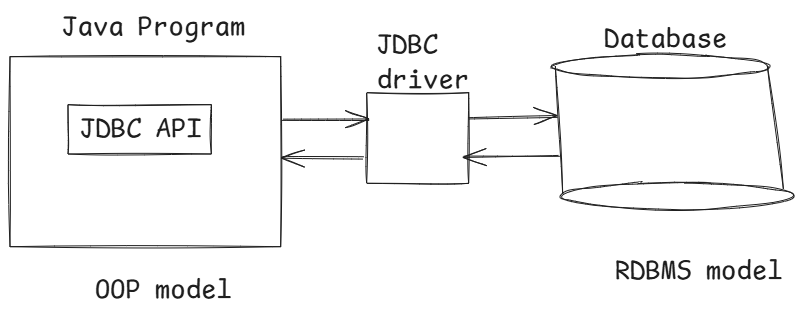 Java Program
JDBC
driver
Database
JDBC API
OOP model
RDBMS model